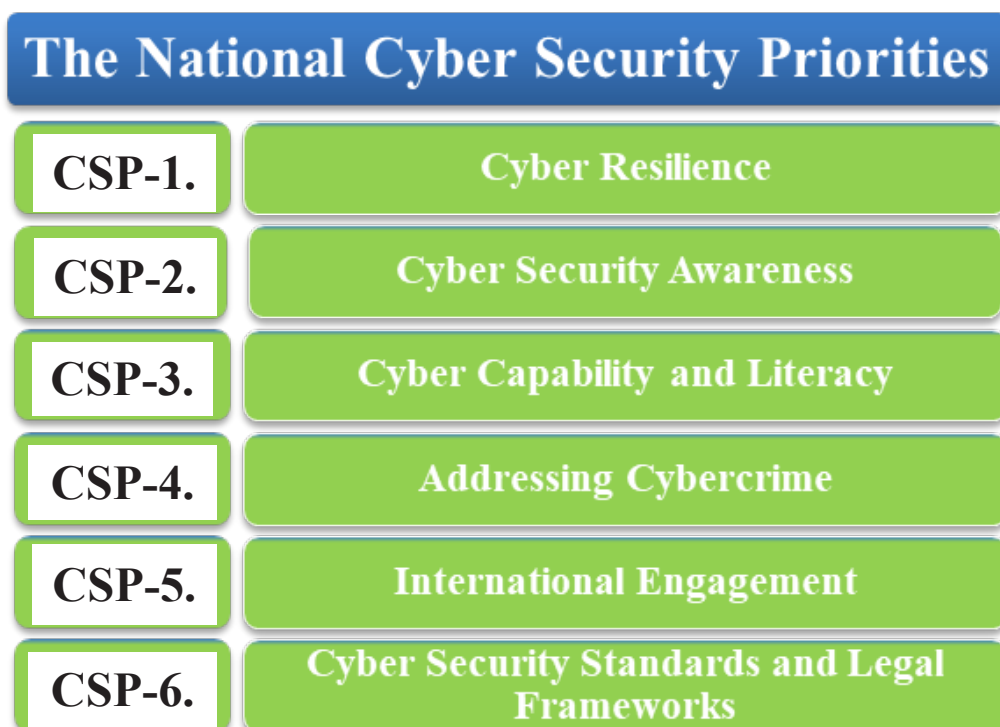 The National Cyber Security Priorities
CSP-1.
Cyber Resilience
CSP-2.
Cyber Security Awareness
CSP-3.
Cyber Capability and Literacy
CSP-4.
Addressing Cybercrime
CSP-5.
International Engagement
CSP-6.
Cyber Security Standards and Legal
Frameworks